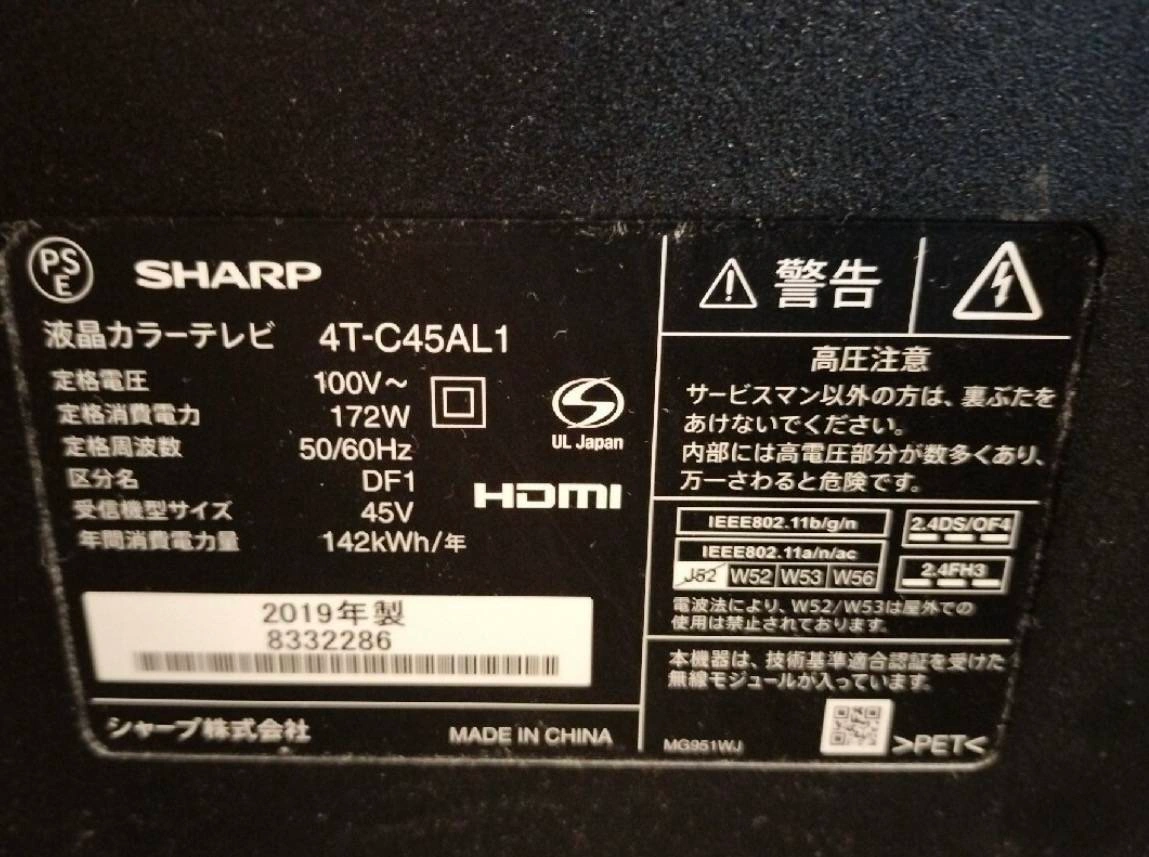 PSE
SHARP
液晶カラーテレビ 4T-C45AL1
定格電圧 100V~
定格消費電力 172W
定格周波数 50/60Hz
区分名 DF1
受信機型サイズ 45V
年間消費電力量 142kWh/年
S
UL Japan
HDMI
2019年製
8332286
シャープ株式会社 MADE IN CHINA
警告
高圧注意
サービスマン以外の方は、裏ぶたを
あけないでください。
内部には高電圧部分が数多くあり、
万一さわると危険です。
IEEE802.11b/g/n
IEEE802.11a/n/ac
J52 W52 W53 W56
2.4DS/OF4
2.4FH3
電波法により、W52/W53は屋外での
使用は禁止されております。
本機器は、技術基準適合認証を受けた
無線モジュールが入っています。
MG951WJ
>PET<